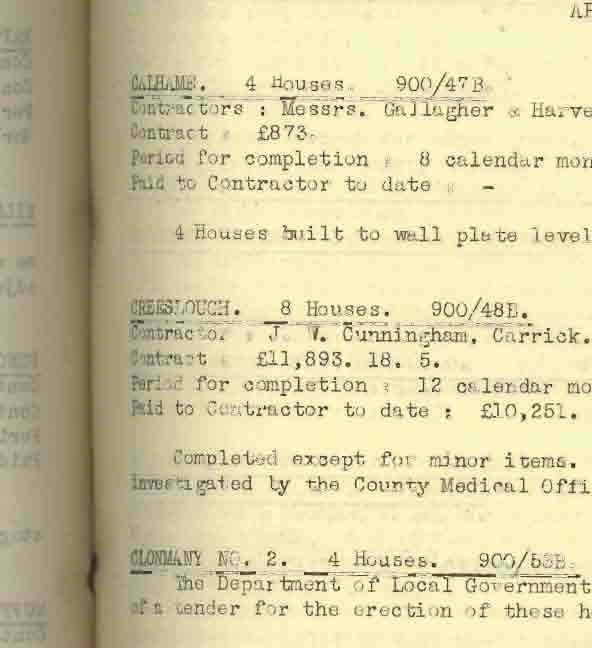 AP
CALHAME. 4 Houses. 900/47B.
Contractors : Messrs. Gallagher & Harve
Contract : £873.
Period for completion : 8 calendar mon
Paid to Contractor to date : -
4 Houses built to wall plate level
CREESLOUGH. 8 Houses. 900/48B.
Contractor : J. V. Cunningham, Carrick.
Contract : £11,893. 18. 5.
Period for completion : 12 calendar mo
Paid to Contractor to date : £10,251.
Completed except for minor items.
investigated by the County Medical Offi
CLONMANY NO. 2. 4 Houses. 900/53B.
The Department of Local Government
of a tender for the erection of these h